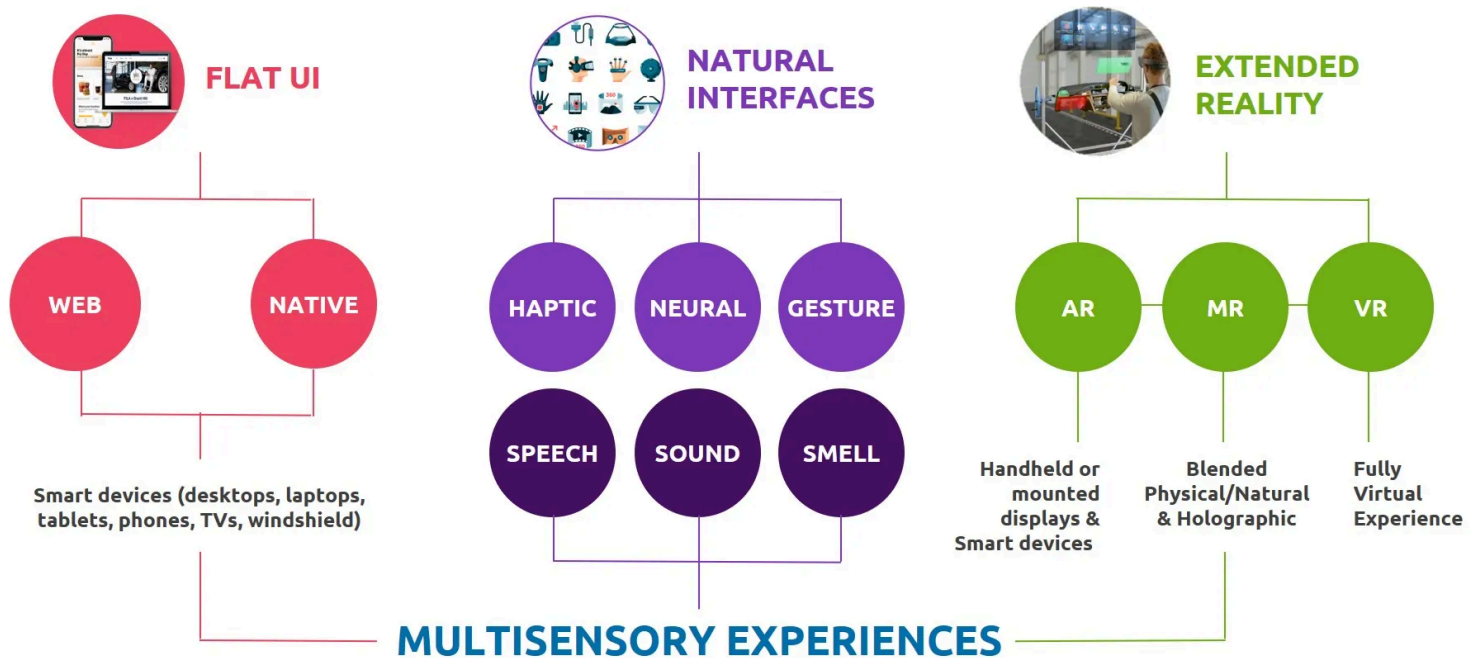 FLAT UI
WEB
NATIVE
Smart devices (desktops, laptops,
tablets, phones, TVs, windshield)
NATURAL
INTERFACES
360
HAPTIC
NEURAL
GESTURE
SPEECH
SOUND
SMELL
EXTENDED
REALITY
AR
MR
VR
Handheld or
mounted
displays &
Smart devices
Blended
Physical/Natural
& Holographic
Fully
Virtual
Experience
MULTISENSORY EXPERIENCES